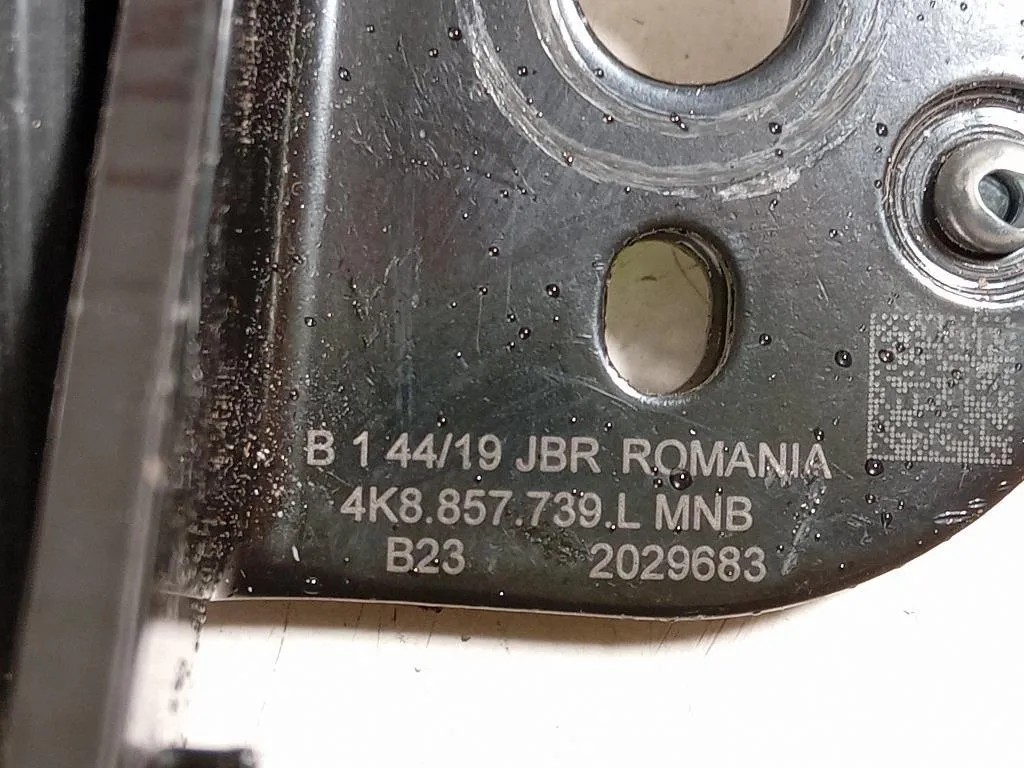 B 1 44/19 JBR ROMANIA
4K8.857.739.L MNB
B23 2029683